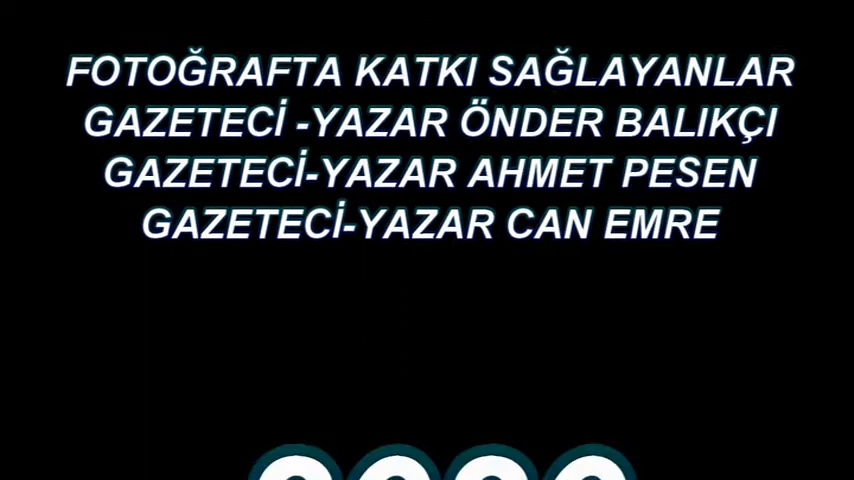 FOTOĞRAFTA KATKI SAĞLAYANLAR
GAZETECİ -YAZAR ÖNDER BALIKÇI
GAZETECİ-YAZAR AHMET PESEN
GAZETECİ-YAZAR CAN EMRE